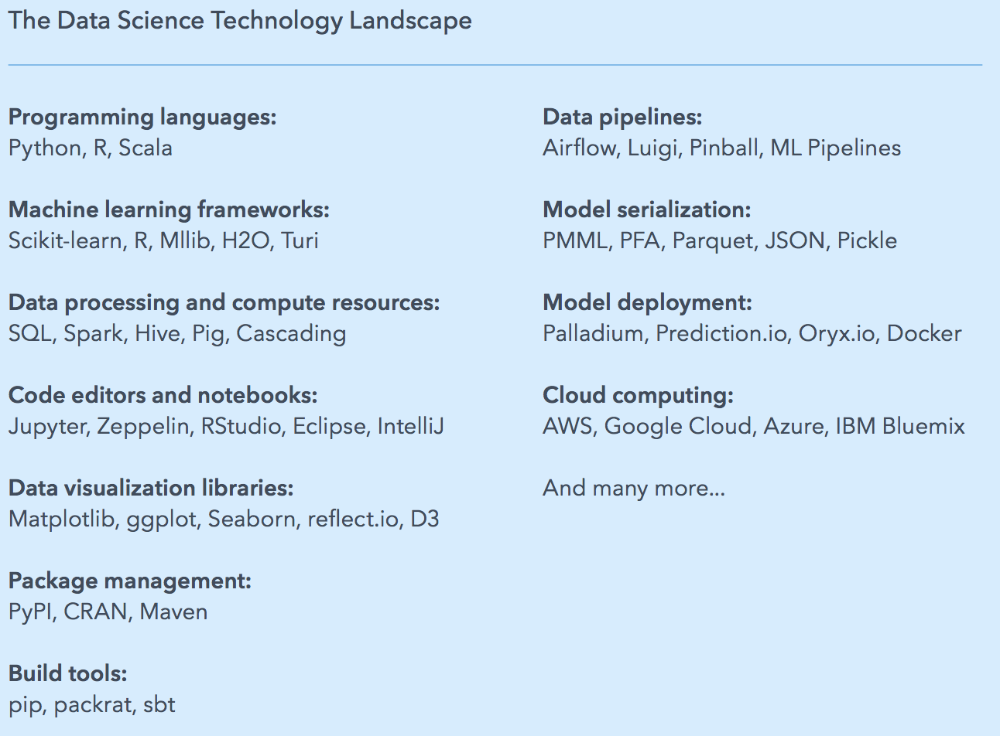 The Data Science Technology Landscape
Programming languages:
Python, R, Scala
Machine learning frameworks:
Scikit-learn, R, Mllib, H2O, Turi
Data processing and compute resources:
SQL, Spark, Hive, Pig, Cascading
Code editors and notebooks:
Jupyter, Zeppelin, RStudio, Eclipse, IntelliJ
Data visualization libraries:
Matplotlib, ggplot, Seaborn, reflect.io, D3
Package management:
PyPI, CRAN, Maven
Build tools:
pip, packrat, sbt
Data pipelines:
Airflow, Luigi, Pinball, ML Pipelines
Model serialization:
PMML, PFA, Parquet, JSON, Pickle
Model deployment:
Palladium, Prediction.io, Oryx.io, Docker
Cloud computing:
AWS, Google Cloud, Azure, IBM Bluemix
And many more...